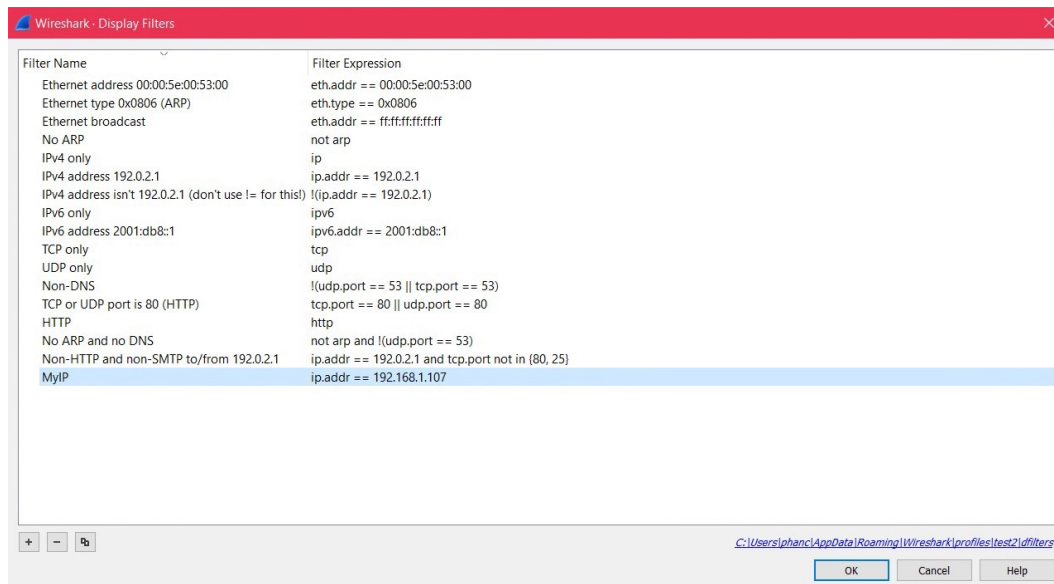 Wireshark · Display Filters
Filter Name Filter Expression
Ethernet address 00:00:5e:00:53:00 eth.addr == 00:00:5e:00:53:00
Ethernet type 0x0806 (ARP) eth.type == 0x0806
Ethernet broadcast eth.addr == ff:ff:ff:ff:ff:ff
No ARP not arp
IPv4 only ip
IPv4 address 192.0.2.1 ip.addr == 192.0.2.1
IPv4 address isn't 192.0.2.1 (don't use != for this!) !(ip.addr == 192.0.2.1)
IPv6 only ipv6
IPv6 address 2001:db8::1 ipv6.addr == 2001:db8::1
TCP only tcp
UDP only udp
Non-DNS !(udp.port == 53 || tcp.port == 53)
TCP or UDP port is 80 (HTTP) tcp.port == 80 || udp.port == 80
HTTP http
No ARP and no DNS not arp and !(udp.port == 53)
Non-HTTP and non-SMTP to/from 192.0.2.1 ip.addr == 192.0.2.1 and tcp.port not in {80, 25}
MyIP ip.addr == 192.168.1.107
C:\Users\phanc\AppData\Roaming\Wireshark\profiles\test2\dfilters
OK Cancel Help